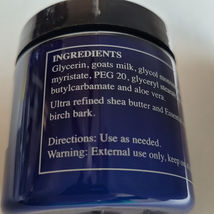 INGREDIENTS
Glycerin, goats milk, glycol
myristate, PEG 20, glyceryl
butylcarbamate and aloe vera.
Ultra refined shea butter and
birch bark.
Directions: Use as needed.
Warning: External use only, keep